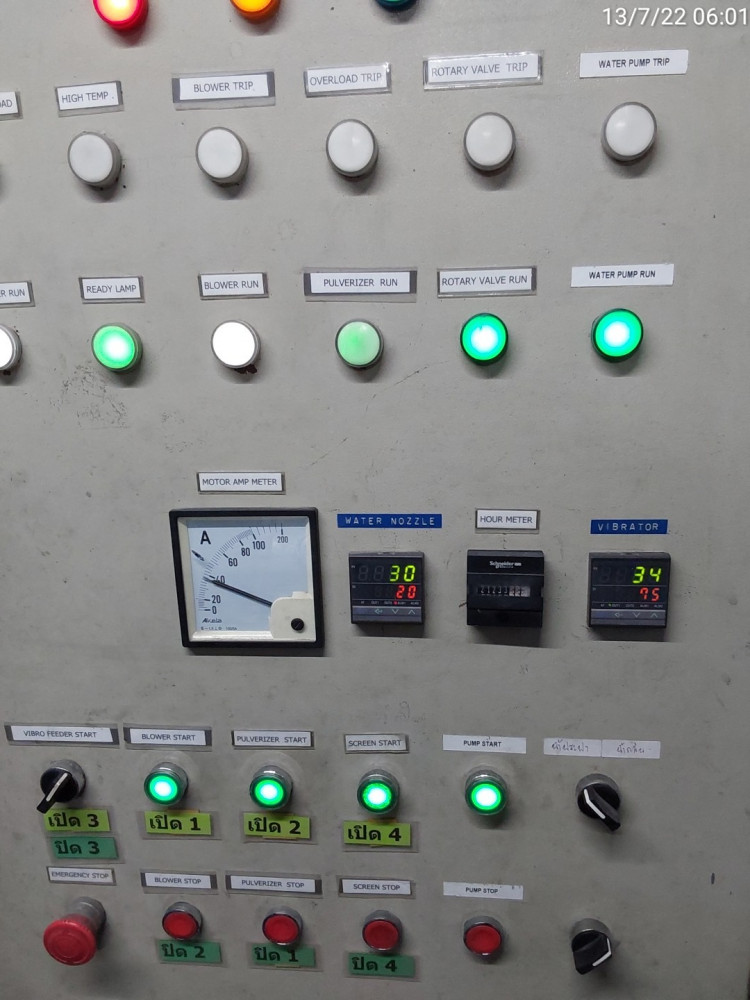 13/7/22 06:01
HIGH TEMP.
BLOWER TRIP.
OVERLOAD TRIP
ROTARY VALVE TRIP
WATER PUMP TRIP
READY LAMP
BLOWER RUN
PULVERIZER RUN
ROTARY VALVE RUN
WATER PUMP RUN
MOTOR AMP METER
WATER NOZZLE
HOUR METER
VIBRATOR
A
200
100
80
60
40
20
0
30
20
Schneider
34
75
VIBRO FEEDER START
BLOWER START
PULVERIZER START
SCREEN START
PUMP START
เปิด 3
เปิด 1
เปิด 2
เปิด 4
ปิด 3
EMERGENCY STOP
BLOWER STOP
PULVERIZER STOP
SCREEN STOP
PUMP STOP
ปิด 2
ปิด 1
ปิด 4